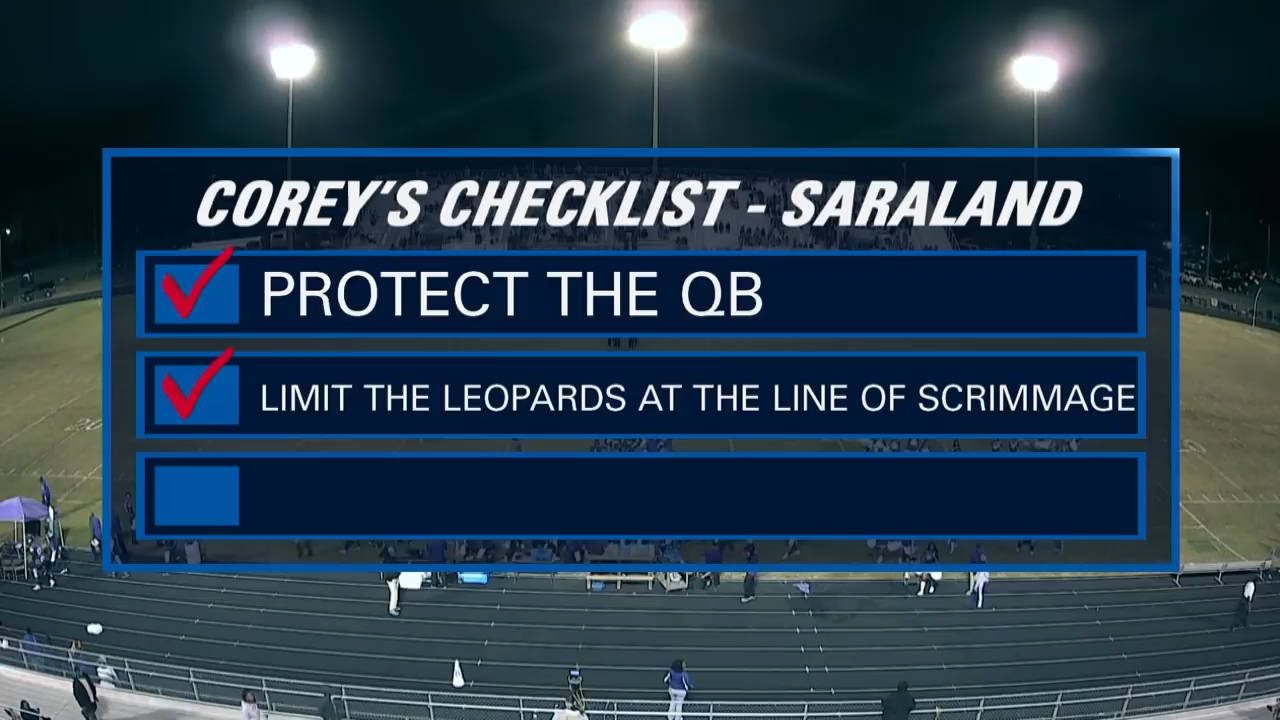 COREY'S CHECKLIST - SARALAND
PROTECT THE QB
LIMIT THE LEOPARDS AT THE LINE OF SCRIMMAGE